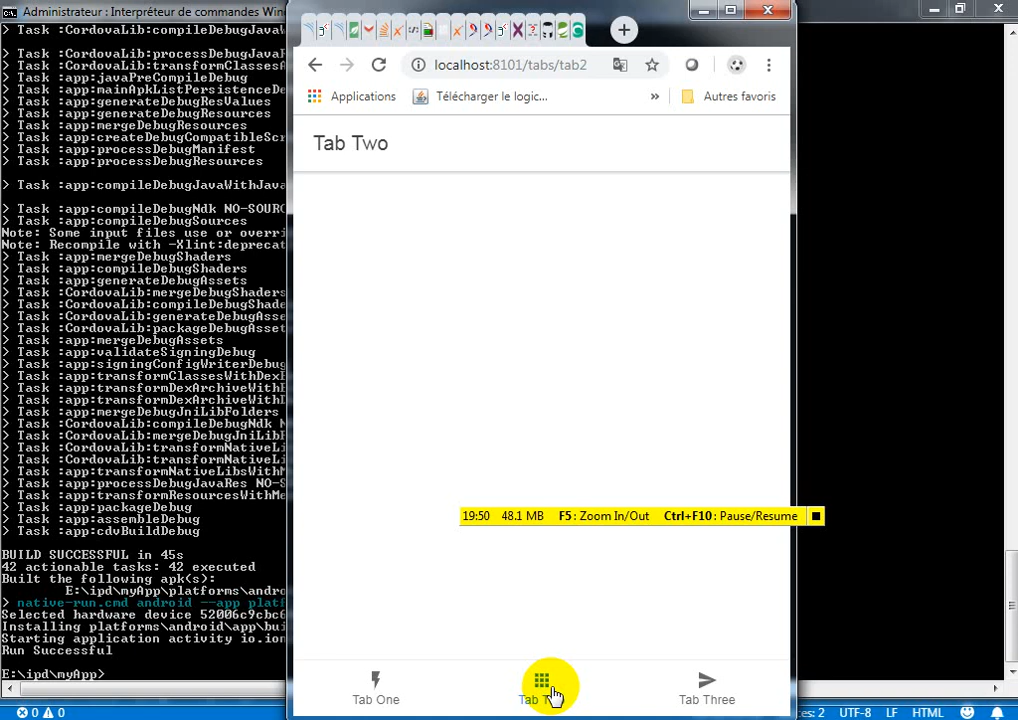 Administrateur : Interpréteur de commandes Win
> Task :CordovaLib:compileDebugJavaW
> Task :CordovaLib:processDebugJavaR
> Task :CordovaLib:transformClassesA
> Task :app:javaPreCompileDebug
> Task :app:mainApkListPersistenceDe
> Task :app:generateDebugResValues
> Task :app:generateDebugResources
> Task :app:mergeDebugResources
> Task :app:createDebugCompatibleScr
> Task :app:processDebugManifest
> Task :app:processDebugResources
> Task :app:compileDebugJavaWithJava
> Task :app:compileDebugNdk NO-SOUR
> Task :app:compileDebugSources
Note: Some input files use or overri
Note: Recompile with -Xlint:deprecat
> Task :app:mergeDebugShaders
> Task :app:compileDebugShaders
> Task :app:generateDebugAssets
> Task :CordovaLib:mergeDebugShaders
> Task :CordovaLib:compileDebugShade
> Task :CordovaLib:generateDebugAsse
> Task :CordovaLib:packageDebugAsset
> Task :app:mergeDebugAssets
> Task :app:validateSigningDebug
> Task :app:signingConfigWriterDebug
> Task :app:transformClassesWithDexB
> Task :app:transformDexArchiveWithE
> Task :app:transformDexArchiveWithD
> Task :app:mergeDebugJniLibFolders
> Task :CordovaLib:compileDebugNdk N
> Task :CordovaLib:mergeDebugJniLibF
> Task :CordovaLib:transformNativeLi
> Task :app:transformNativeLibsWithM
> Task :app:processDebugJavaRes NO-S
> Task :app:transformResourcesWithMe
> Task :app:packageDebug
> Task :app:assembleDebug
> Task :app:cdvBuildDebug
BUILD SUCCESSFUL in 45s
42 actionable tasks: 42 executed
Built the following apk(s):
E:\ipd\myApp\platforms\andro
> native-run.cmd android --app platf
Selected hardware device 52006c9cbc6
Installing platforms\android\app\bui
Starting application activity io.ion
Run Successful
E:\ipd\myApp>
localhost:8101/tabs/tab2
Applications Télécharger le logic... » Autres favoris
Tab Two
19:50 48.1 MB F5: Zoom In/Out Ctrl+F10: Pause/Resume
Tab One Tab T Tab Three
0 0 ces: 2 UTF-8 LF HTML